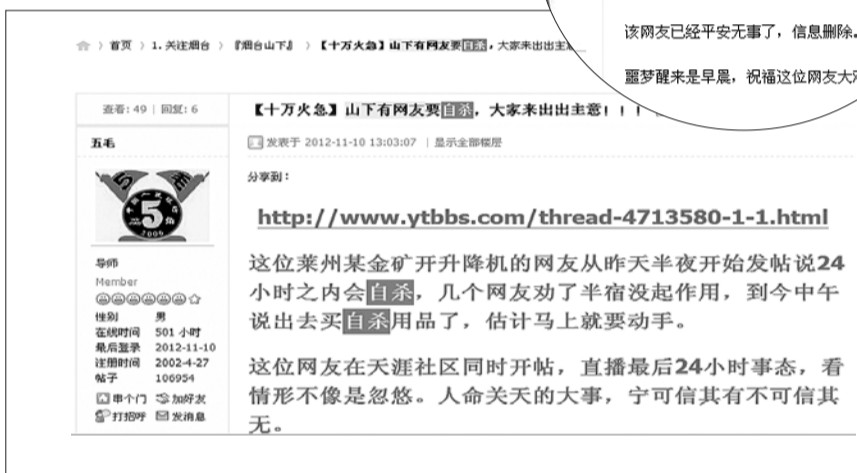 该网友已经平安无事了，信息删除。
噩梦醒来是早晨，祝福这位网友大
首页 〉 1.关注烟台 〉 『烟台山下』 〉 【十万火急】山下有网友要自杀，大家来出出主意
查看: 49 | 回复: 6
【十万火急】山下有网友要自杀，大家来出出主意！！！
五毛
发表于 2012-11-10 13:03:07 | 显示全部楼层
分享到：
http://www.ytbbs.com/thread-4713580-1-1.html
这位莱州某金矿开升降机的网友从昨天半夜开始发帖说24
小时之内会自杀，几个网友劝了半宿没起作用，到今中午
说出去买自杀用品了，估计马上就要动手。
这位网友在天涯社区同时开帖，直播最后24小时事态，看
情形不像是忽悠。人命关天的大事，宁可信其有不可信其
无。
5
2006
导师
Member
性别 男
在线时间 501 小时
最后登录 2012-11-10
注册时间 2002-4-27
帖子 106954
串个门 加好友
打招呼 发消息